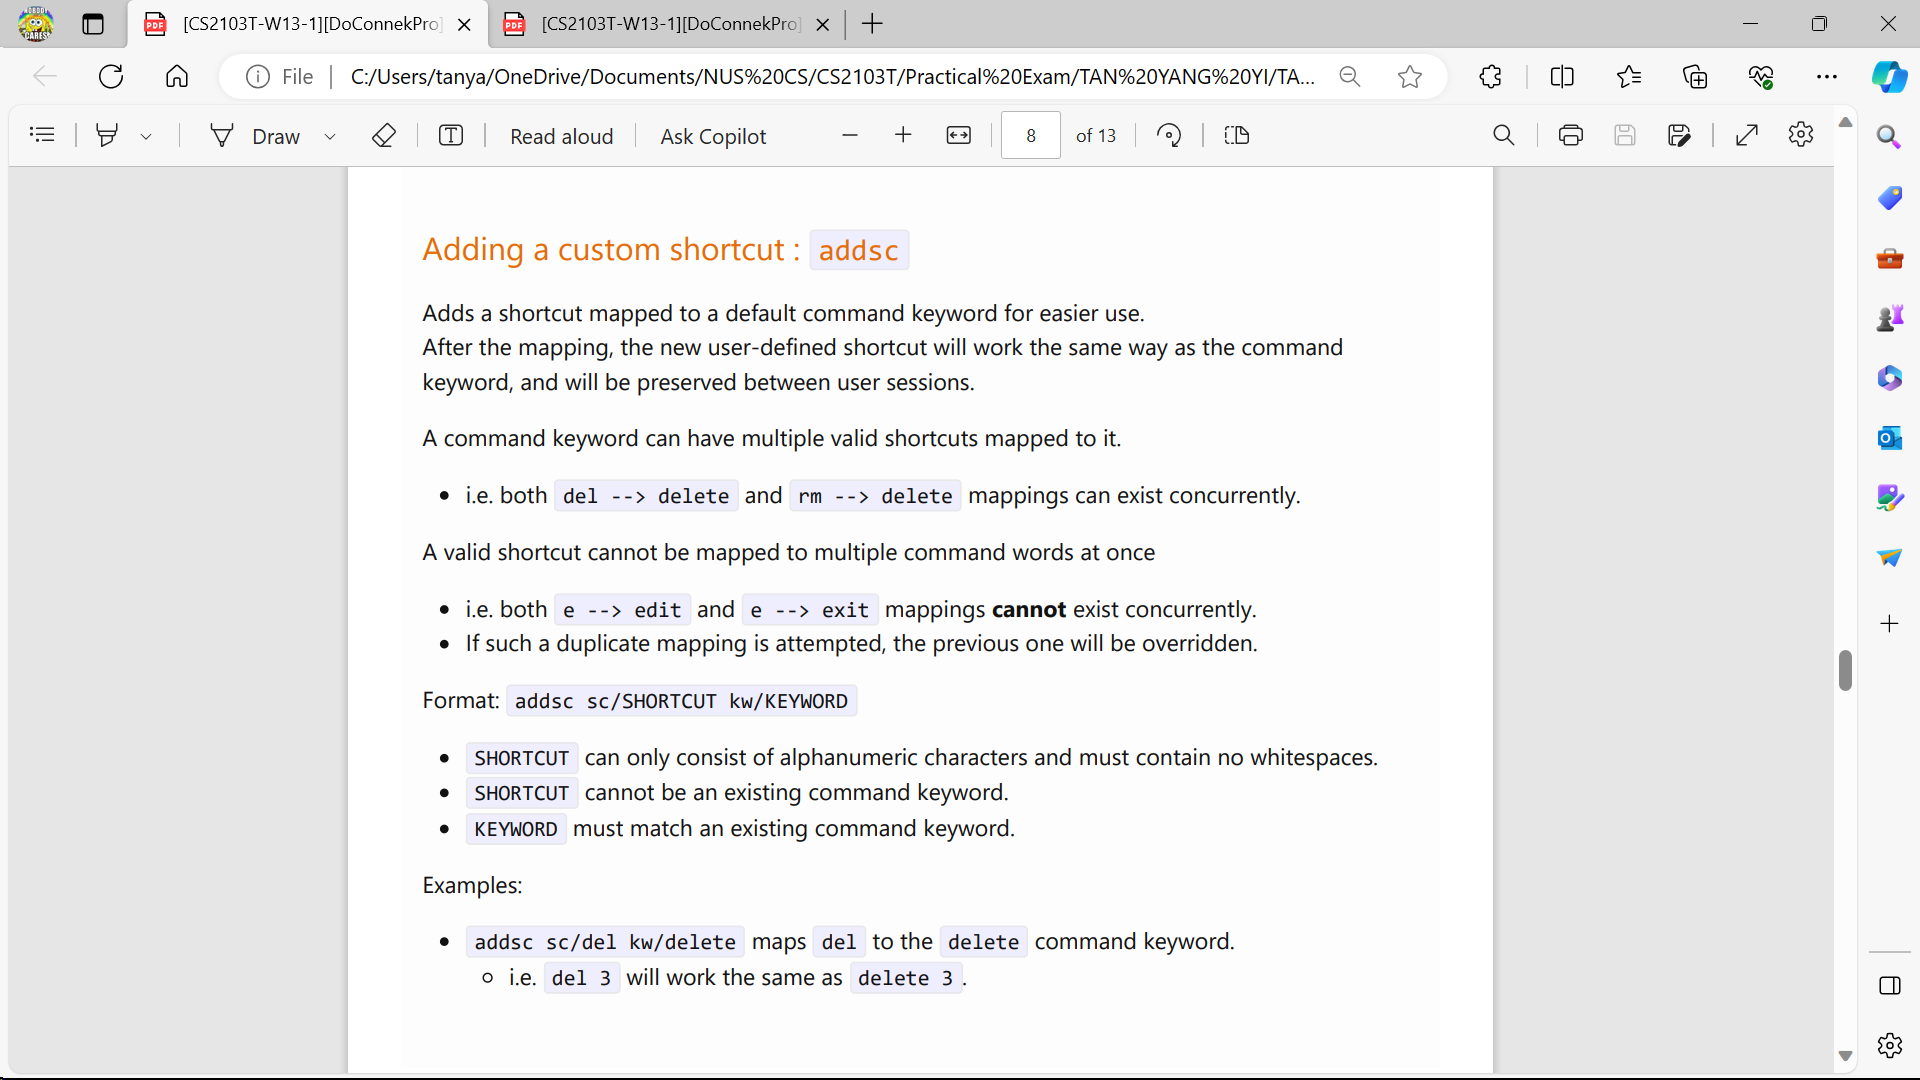 [CS2103T-W13-1][DoConnekPro]
[CS2103T-W13-1][DoConnekPro]
File
C:/Users/tanya/OneDrive/Documents/NUS%20CS/CS2103T/Practical%20Exam/TAN%20YANG%20YI/TA...
Draw
Read aloud
Ask Copilot
8
of 13
Adding a custom shortcut : addsc
Adds a shortcut mapped to a default command keyword for easier use.
After the mapping, the new user-defined shortcut will work the same way as the command
keyword, and will be preserved between user sessions.
A command keyword can have multiple valid shortcuts mapped to it.
• i.e. both del --> delete and rm --> delete mappings can exist concurrently.
A valid shortcut cannot be mapped to multiple command words at once
• i.e. both e --> edit and e --> exit mappings cannot exist concurrently.
• If such a duplicate mapping is attempted, the previous one will be overridden.
Format: addsc sc/SHORTCUT kw/KEYWORD
• SHORTCUT can only consist of alphanumeric characters and must contain no whitespaces.
• SHORTCUT cannot be an existing command keyword.
• KEYWORD must match an existing command keyword.
Examples:
• addsc sc/del kw/delete maps del to the delete command keyword.
◦ i.e. del 3 will work the same as delete 3 .